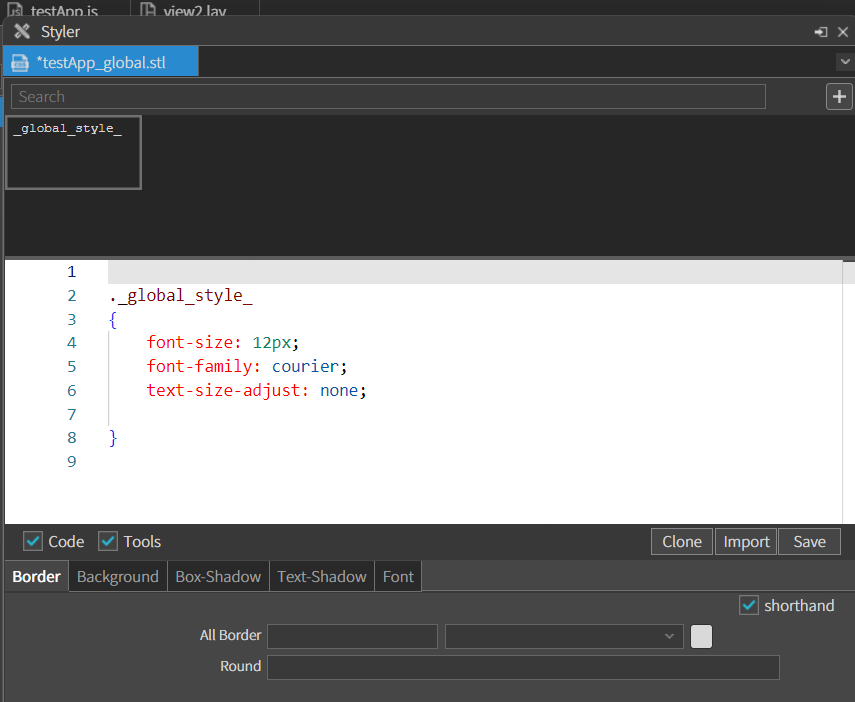 testApp.js view2.lay
Styler
*testApp_global.stl
Search
_global_style_
1
2 ._global_style_
3 {
4 font-size: 12px;
5 font-family: courier;
6 text-size-adjust: none;
7
8 }
9
Code Tools Clone Import Save
Border Background Box-Shadow Text-Shadow Font
shorthand
All Border
Round